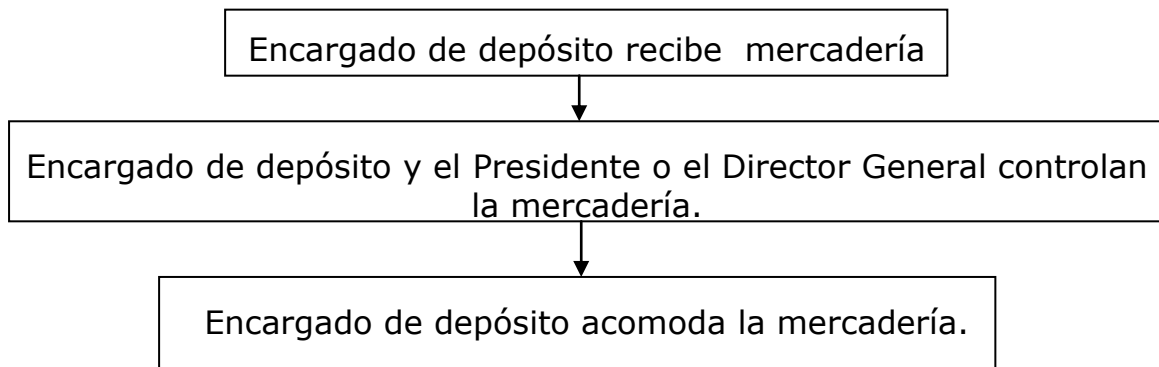 Encargado de depósito recibe  mercadería
Encargado de depósito y el Presidente o el Director General controlan
la mercadería.
Encargado de depósito acomoda la mercadería.